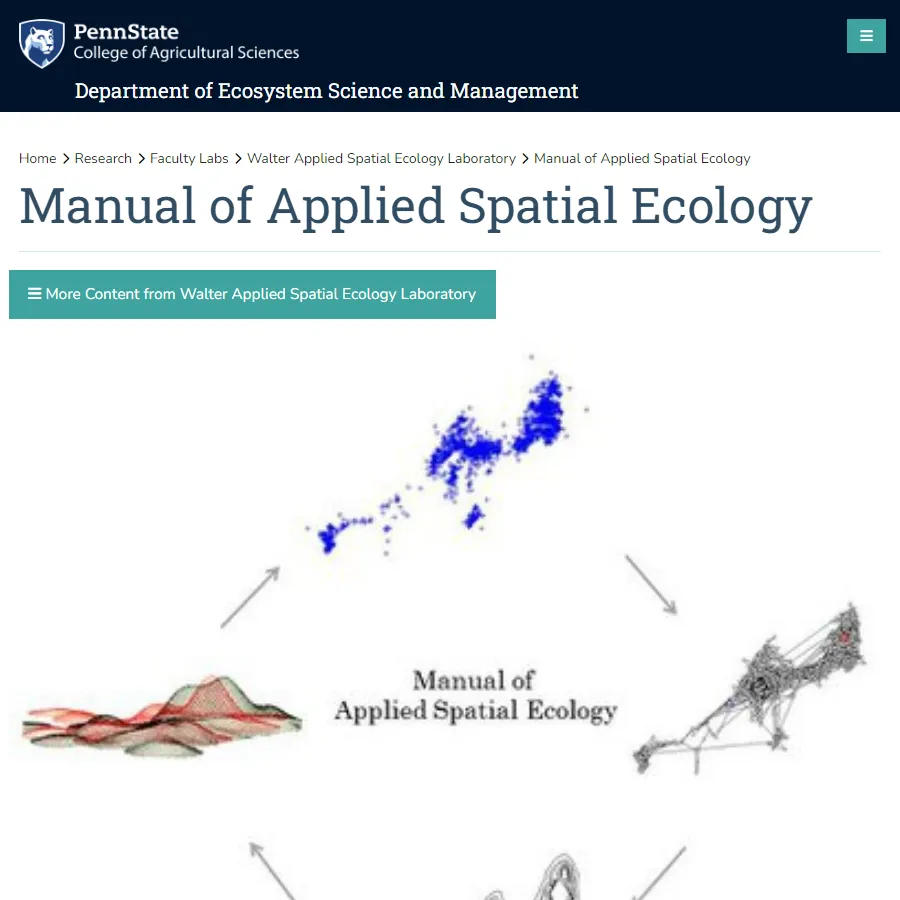 PennState
College of Agricultural Sciences
Department of Ecosystem Science and Management
Home > Research > Faculty Labs > Walter Applied Spatial Ecology Laboratory > Manual of Applied Spatial Ecology
Manual of Applied Spatial Ecology
More Content from Walter Applied Spatial Ecology Laboratory
Manual of
Applied Spatial Ecology